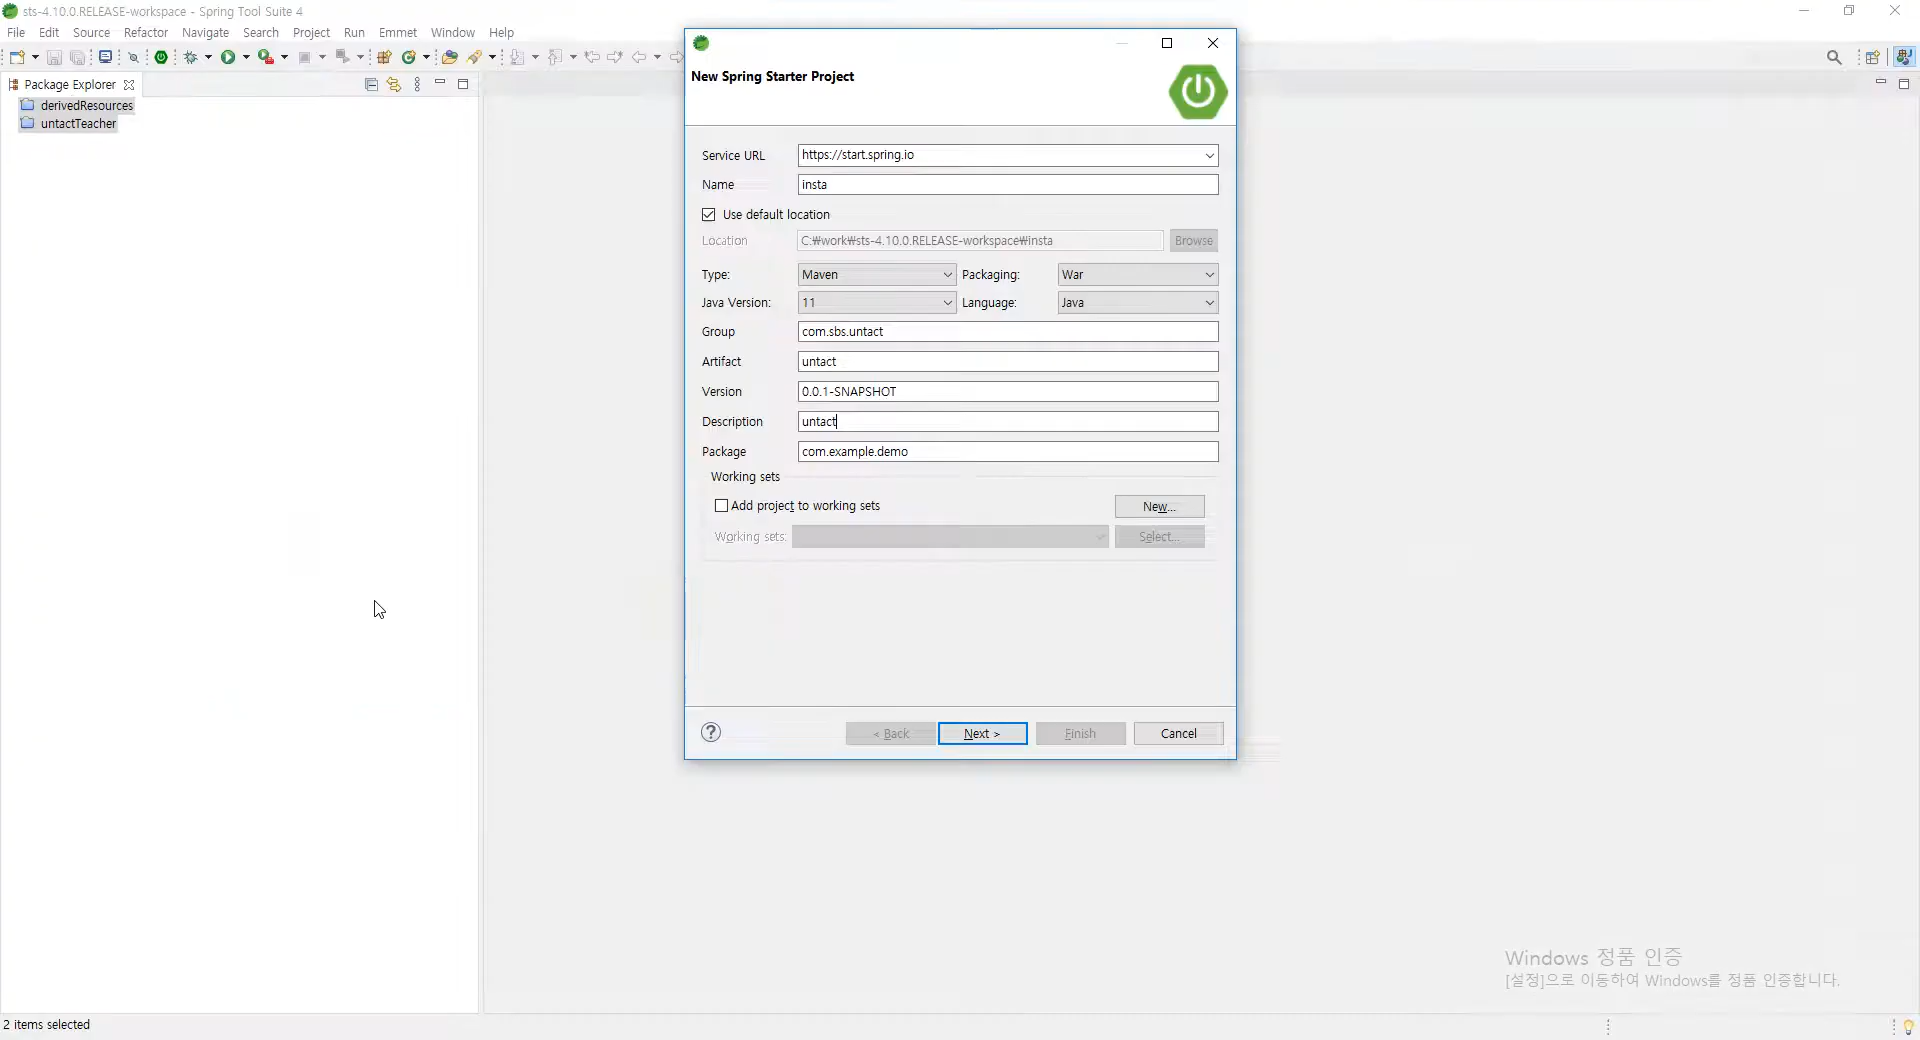 sts-4.10.0.RELEASE-workspace - Spring Tool Suite 4
File Edit Source Refactor Navigate Search Project Run Emmet Window Help
Package Explorer
derivedResources
untactTeacher
New Spring Starter Project
Service URL https://start.spring.io
Name insta
Use default location
Location C:₩work₩sts-4.10.0.RELEASE-workspace₩insta Browse
Type: Maven Packaging: War
Java Version: 11 Language: Java
Group com.sbs.untact
Artifact untact
Version 0.0.1-SNAPSHOT
Description untact
Package com.example.demo
Working sets
Add project to working sets New...
Working sets: Select...
? < Back Next > Finish Cancel
Windows 정품 인증
[설정]으로 이동하여 Windows를 정품 인증합니다.
2 items selected